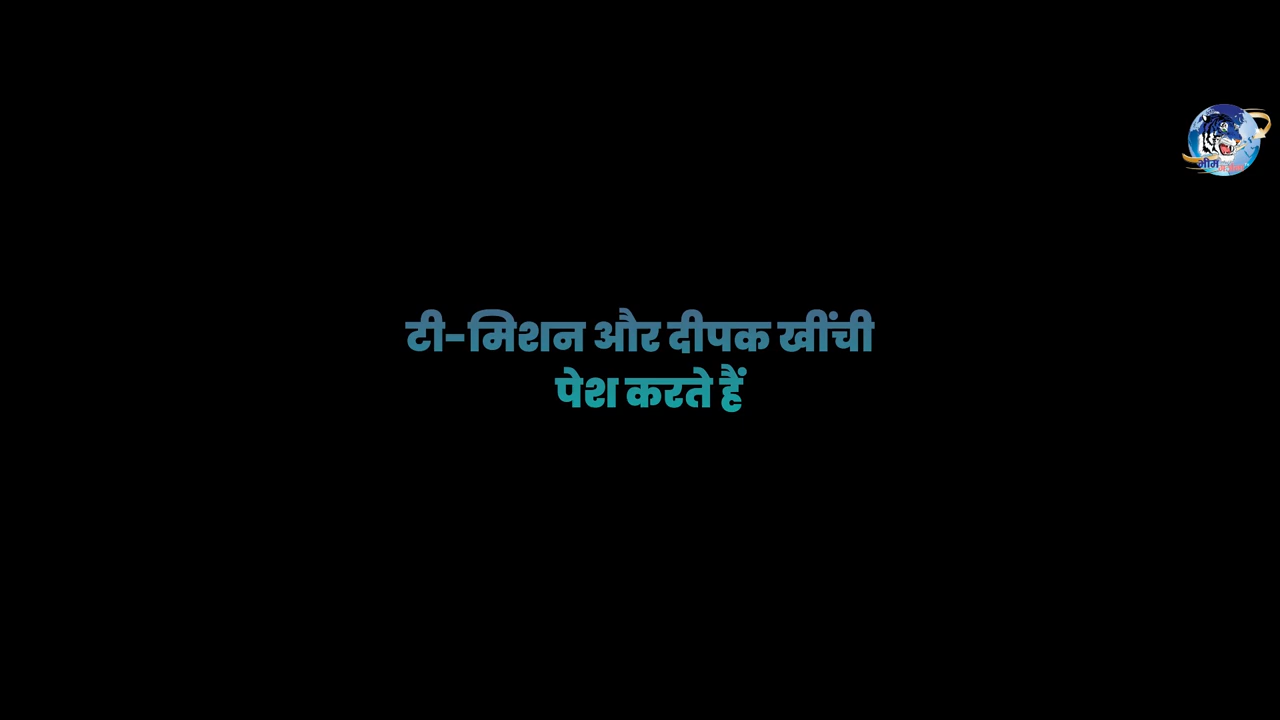 टी-मिशन और दीपक खींची
पेश करते हैं
भीम